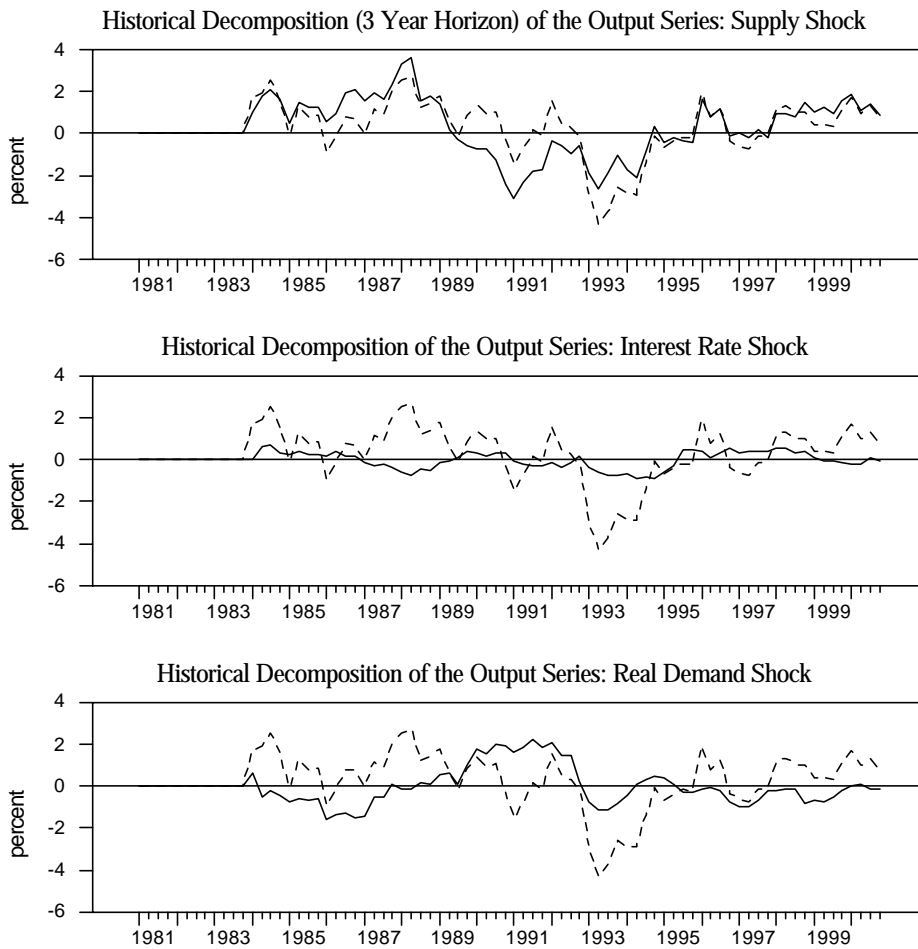 Historical Decomposition (3 Year Horizon) of the Output Series: Supply Shock
4
2
0
-2
-4
-6
percent
1981 1983 1985 1987 1989 1991 1993 1995 1997 1999
Historical Decomposition of the Output Series: Interest Rate Shock
4
2
0
-2
-4
-6
percent
1981 1983 1985 1987 1989 1991 1993 1995 1997 1999
Historical Decomposition of the Output Series: Real Demand Shock
4
2
0
-2
-4
-6
percent
1981 1983 1985 1987 1989 1991 1993 1995 1997 1999